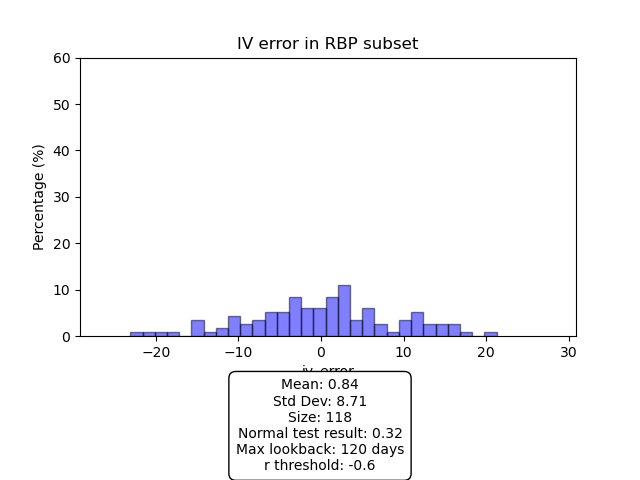 IV error in RBP subset
60
50
40
30
20
10
0
Percentage (%)
−20 −10 0 10 20 30
iv_error
Mean: 0.84
Std Dev: 8.71
Size: 118
Normal test result: 0.32
Max lookback: 120 days
r threshold: -0.6